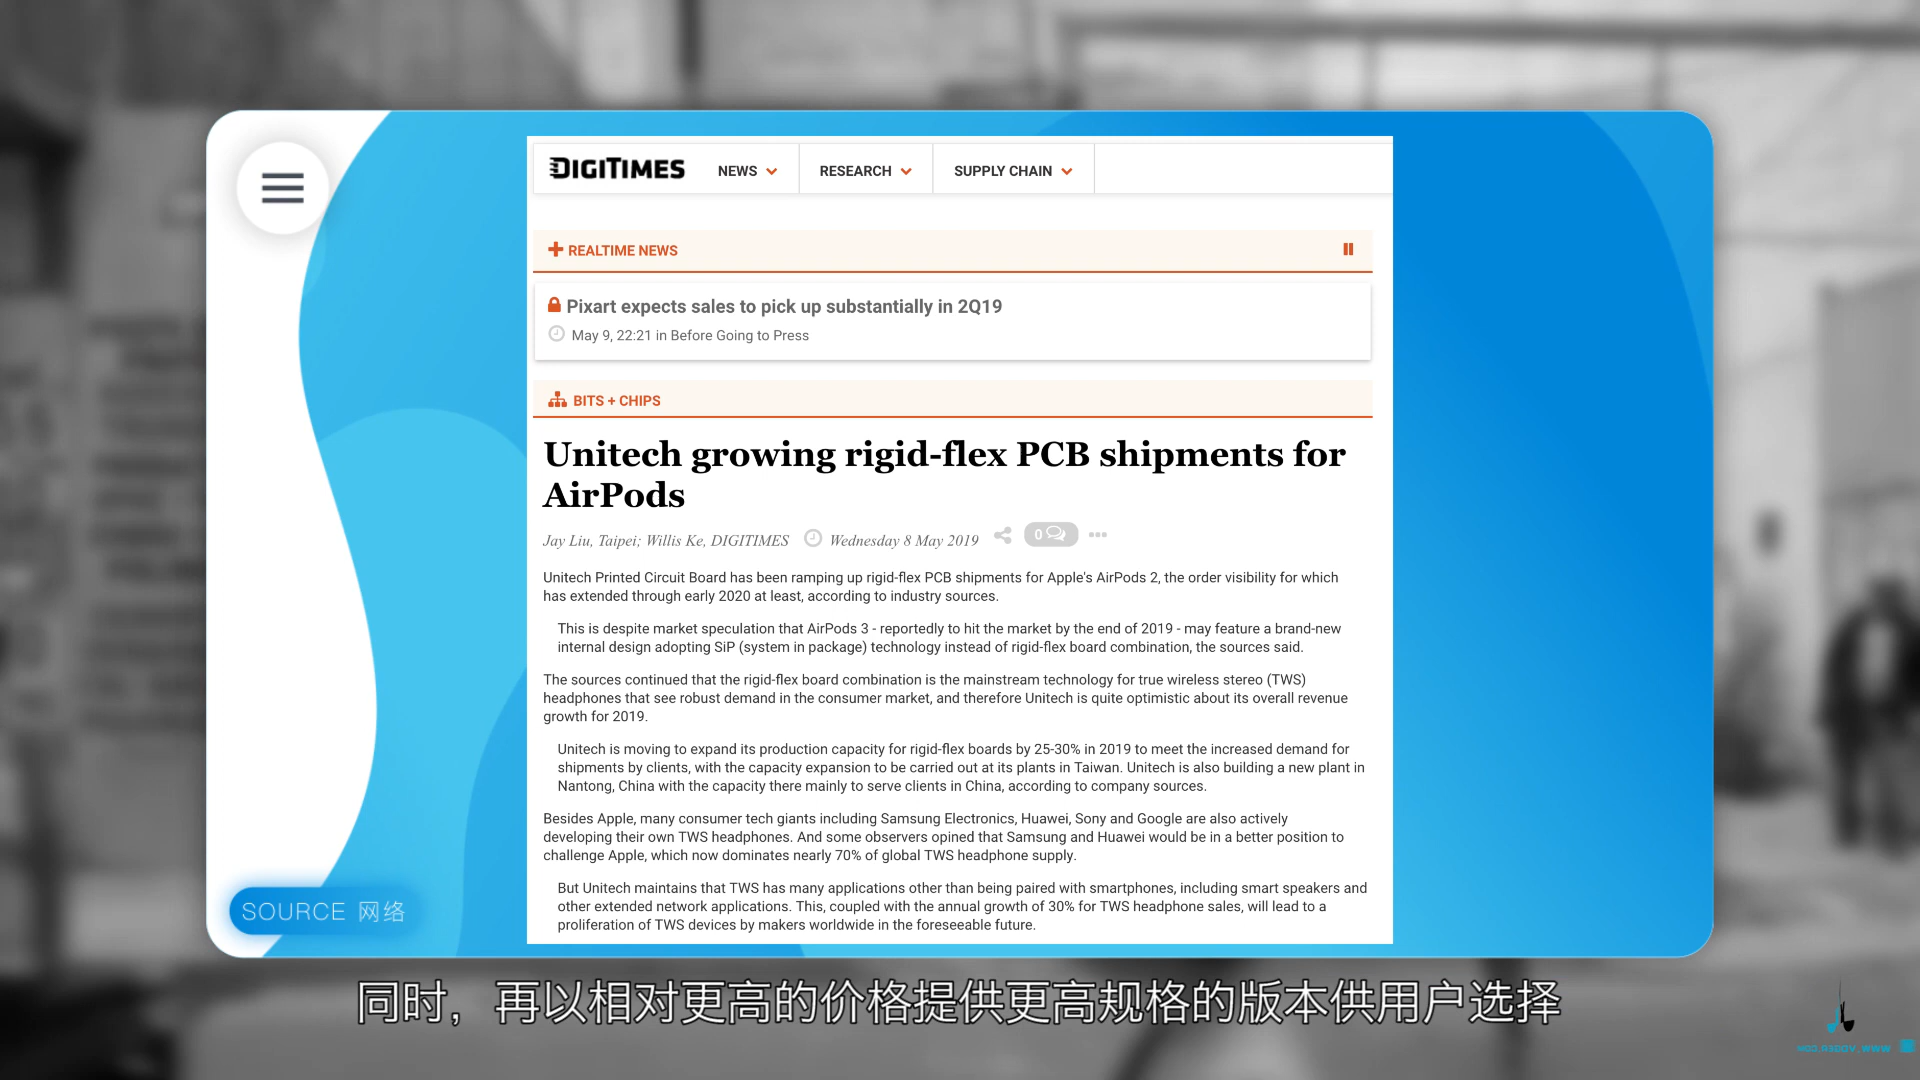 DIGITIMES NEWS RESEARCH SUPPLY CHAIN
REALTIME NEWS
Pixart expects sales to pick up substantially in 2Q19
May 9, 22:21 in Before Going to Press
BITS + CHIPS
Unitech growing rigid-flex PCB shipments for
AirPods
Jay Liu, Taipei; Willis Ke, DIGITIMES Wednesday 8 May 2019 0
Unitech Printed Circuit Board has been ramping up rigid-flex PCB shipments for Apple's AirPods 2, the order visibility for which
has extended through early 2020 at least, according to industry sources.
This is despite market speculation that AirPods 3 - reportedly to hit the market by the end of 2019 - may feature a brand-new
internal design adopting SiP (system in package) technology instead of rigid-flex board combination, the sources said.
The sources continued that the rigid-flex board combination is the mainstream technology for true wireless stereo (TWS)
headphones that see robust demand in the consumer market, and therefore Unitech is quite optimistic about its overall revenue
growth for 2019.
Unitech is moving to expand its production capacity for rigid-flex boards by 25-30% in 2019 to meet the increased demand for
shipments by clients, with the capacity expansion to be carried out at its plants in Taiwan. Unitech is also building a new plant in
Nantong, China with the capacity there mainly to serve clients in China, according to company sources.
Besides Apple, many consumer tech giants including Samsung Electronics, Huawei, Sony and Google are also actively
developing their own TWS headphones. And some observers opined that Samsung and Huawei would be in a better position to
challenge Apple, which now dominates nearly 70% of global TWS headphone supply.
But Unitech maintains that TWS has many applications other than being paired with smartphones, including smart speakers and
other extended network applications. This, coupled with the annual growth of 30% for TWS headphone sales, will lead to a
proliferation of TWS devices by makers worldwide in the foreseeable future.
SOURCE 网络
同时，再以相对更高的价格提供更高规格的版本供用户选择